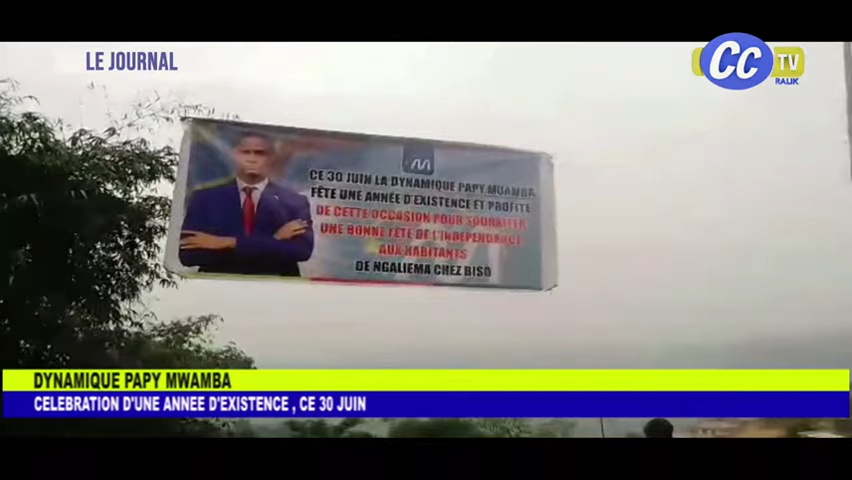 LE JOURNAL
CC TV
RALIK
M
CE 30 JUIN LA DYNAMIQUE PAPY MUAMBA
FÊTE UNE ANNÉE D'EXISTENCE ET PROFITE
DE CETTE OCCASION POUR SOUHAITER
UNE BONNE FÊTE DE L'INDEPENDANCE
AUX HABITANTS
DE NGALIEMA CHEZ BISO
DYNAMIQUE PAPY MWAMBA
CELEBRATION D'UNE ANNEE D'EXISTENCE , CE 30 JUIN